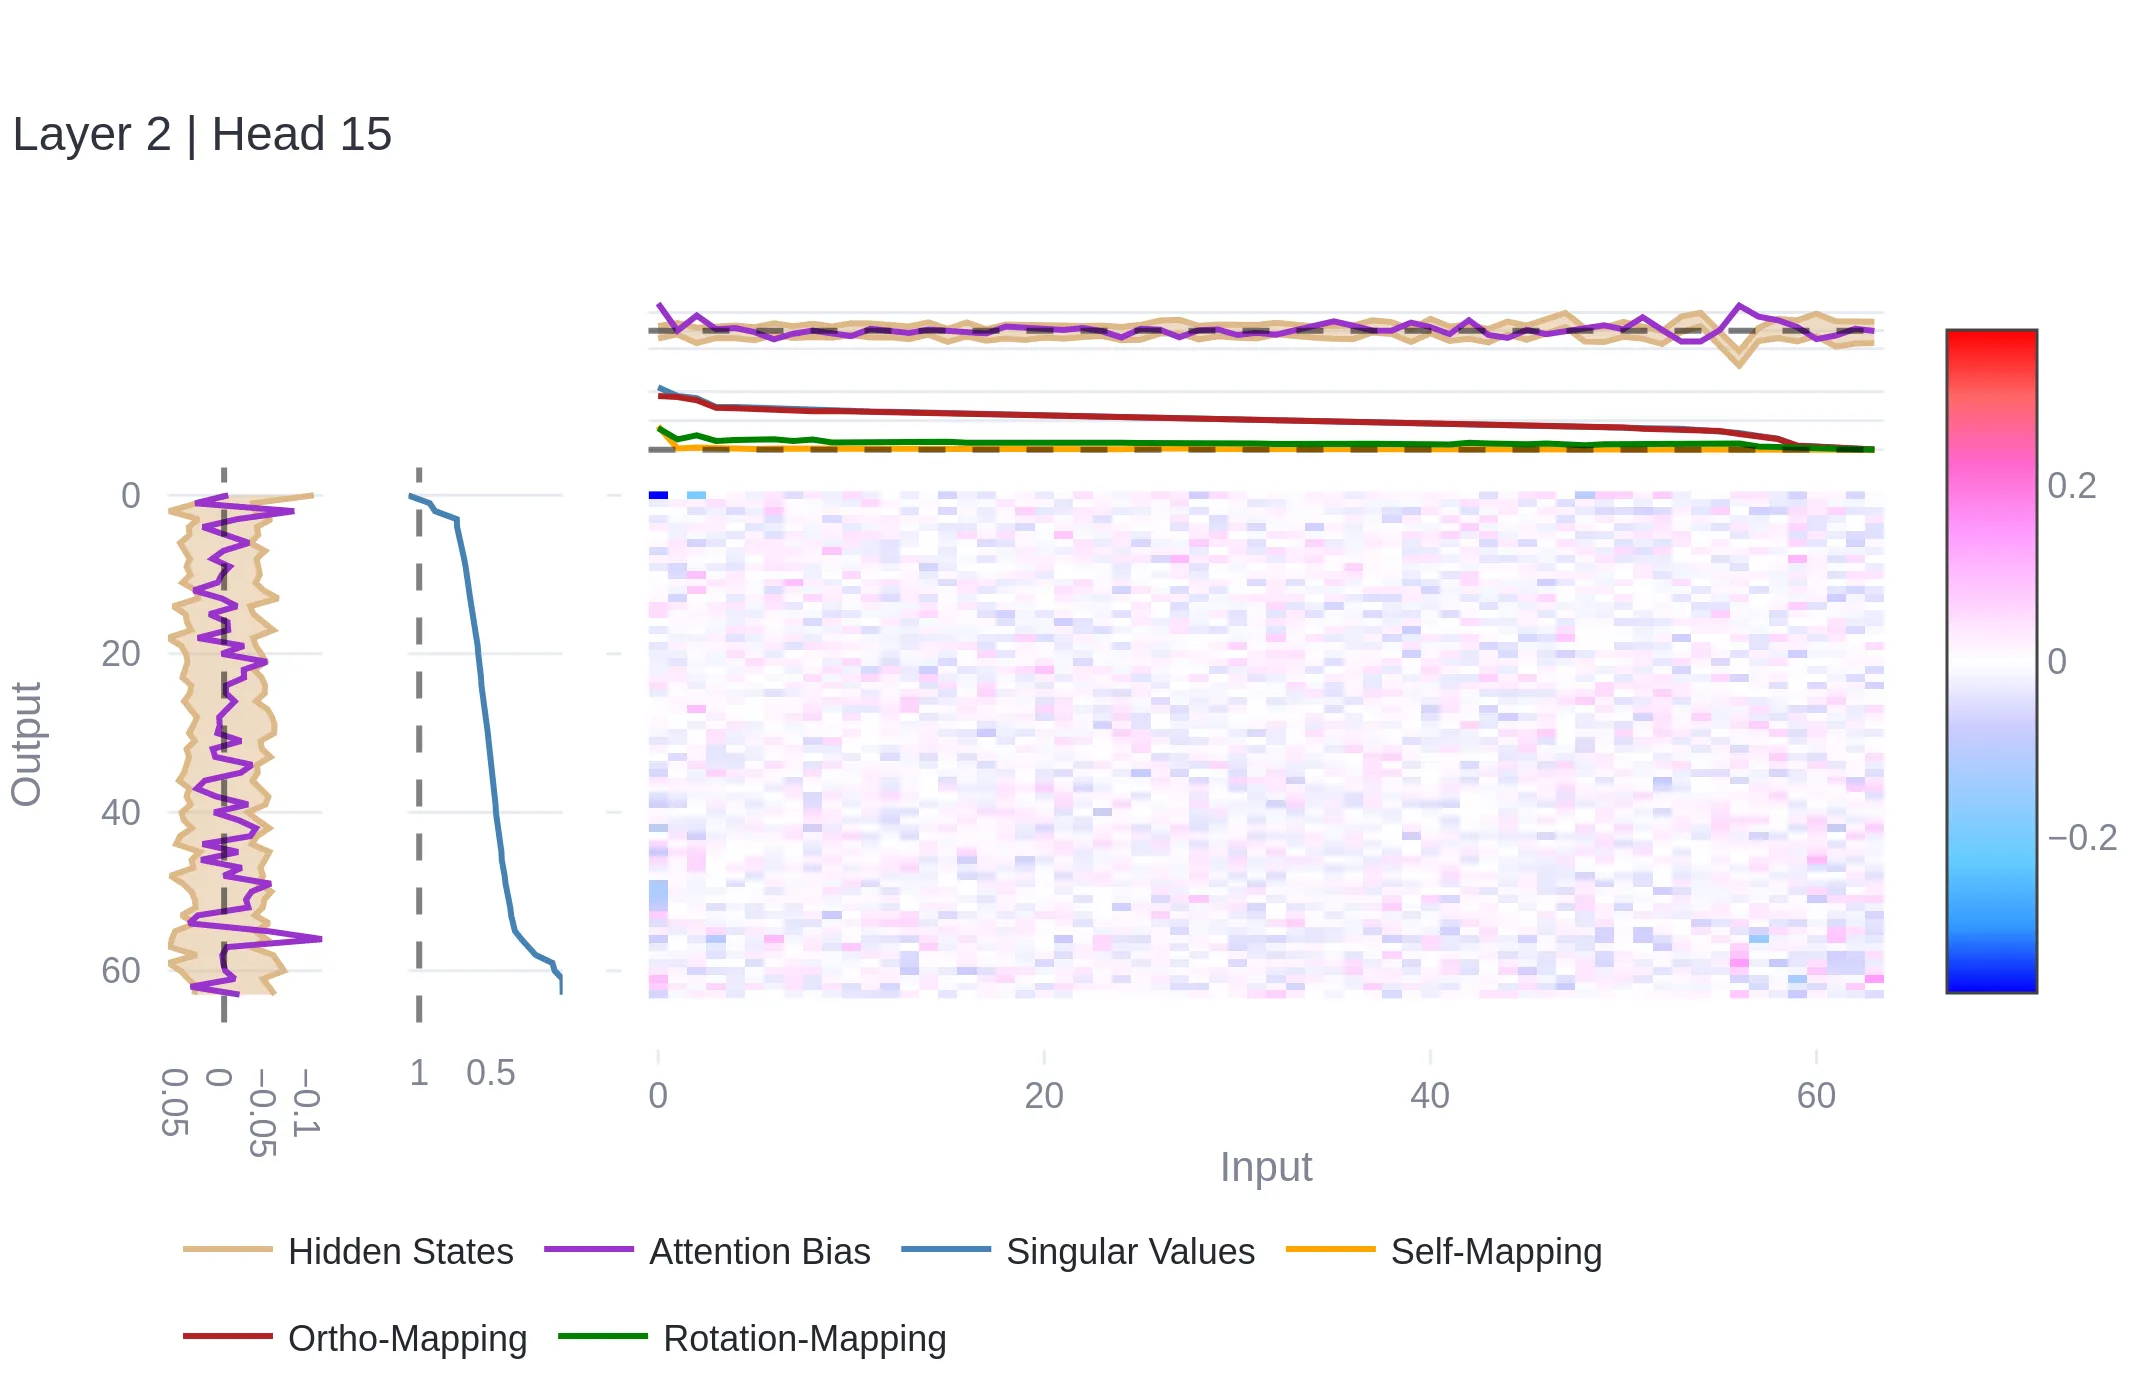 Layer 2 | Head 15
0
20
40
60
Output
0.05
0
−0.05
−0.1
1
0.5
0
20
40
60
Input
0.2
0
−0.2
Hidden States
Attention Bias
Singular Values
Self-Mapping
Ortho-Mapping
Rotation-Mapping